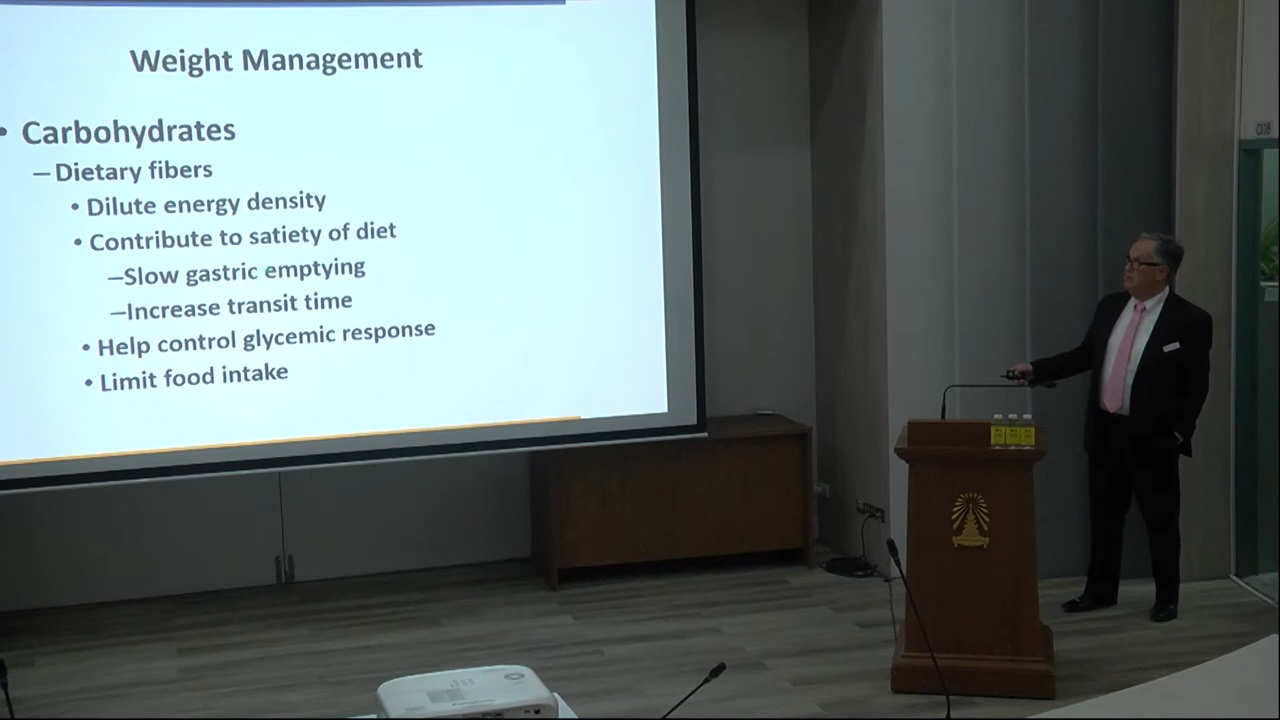 Weight Management
• Carbohydrates
– Dietary fibers
• Dilute energy density
• Contribute to satiety of diet
–Slow gastric emptying
–Increase transit time
• Help control glycemic response
• Limit food intake